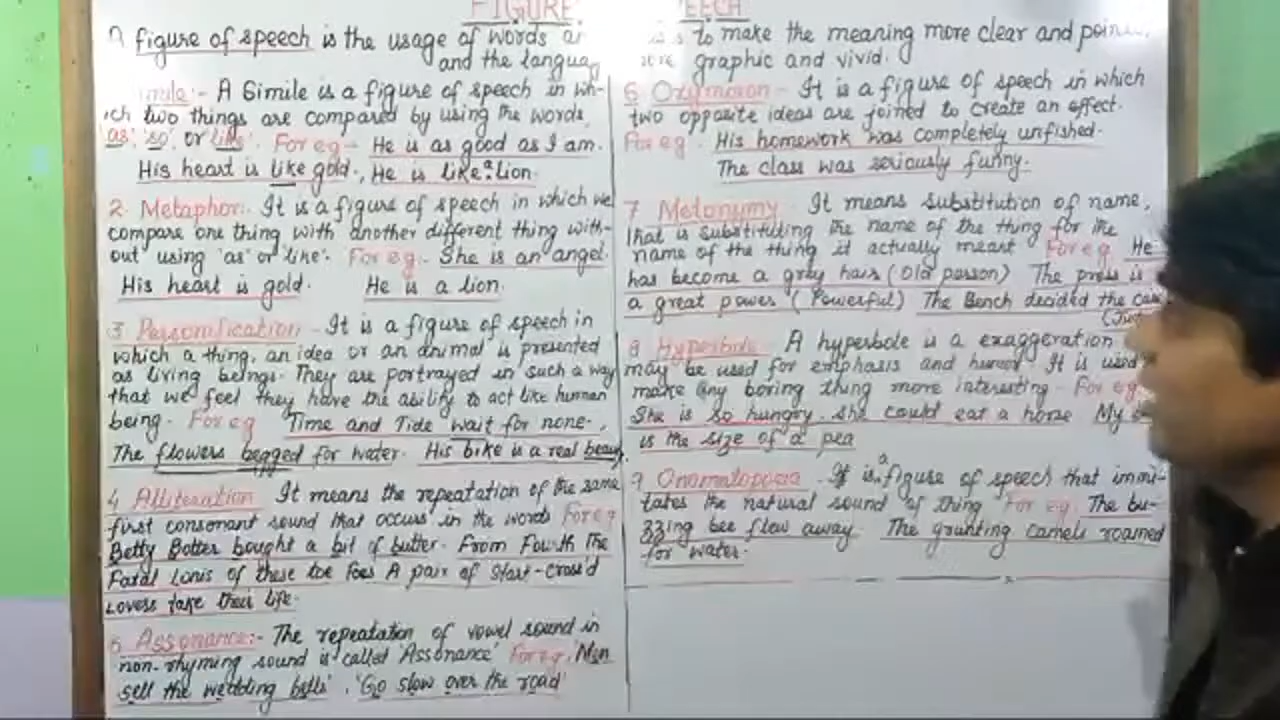 FIGURE
EECH
figure of speech is the usage of words
to make the meaning more clear and
and the languag
graphic and vivid.
A Simile is a figure of speech in wh-
ich two things are compared by using the words
'as', 'so', or 'like' For eg - He is as good as I am.
His heart is like gold., He is like a lion.
2. Metaphor:- It is a figure of speech in which we
compare one thing with another different thing with-
out using 'as' or 'like'. For eg. - She is an angel.
His heart is gold. He is a lion.
3 Personification - It is a figure of speech in
which a thing, an idea or an animal is presented
as living beings. They are portrayed in such a way
that we feel they have the ability to act like human
being. For eg Time and Tide wait for none.,
The flowers begged for water. His bike is a real beauty.
4 Alliteration It means the repeatation of the same
first consonant sound that occurs in the words For eg
Betty Botter bought a bit of butter. From Fourth The
Fatal Lonis of these toe Foes A pair of Start-Cross'd
Lovers take their life.
5 Assonance:- The repeatation of vowel sound in
non-rhyming sound is called 'Assonance' For eg, 'Men
sell the wedding bells', 'Go slow over the road'
6 Oxymoron - It is a figure of speech in which
two opposite ideas are joined to create an effect.
For eg. His homework was completely unfished.
The class was seriously funny.
7 Metonymy - It means substitution of name,
that is substituting the name of the thing for the
name of the thing it actually meant For eg. He
has become a grey hair (Old person) The press is
a great power (Powerful) The Bench decided the case
8 Hyperbole A hyperbole is a exaggeration
may be used for emphasis and humor. It is used
make any boring thing more interesting - For eg
She is so hungry. she could eat a horse My
is the size of a pea
9 Onomatopoeia It is a figure of speech that immi-
tates the natural sound of thing For eg. The bu-
zzing bee flew away. The grunting camels roamed
for water.